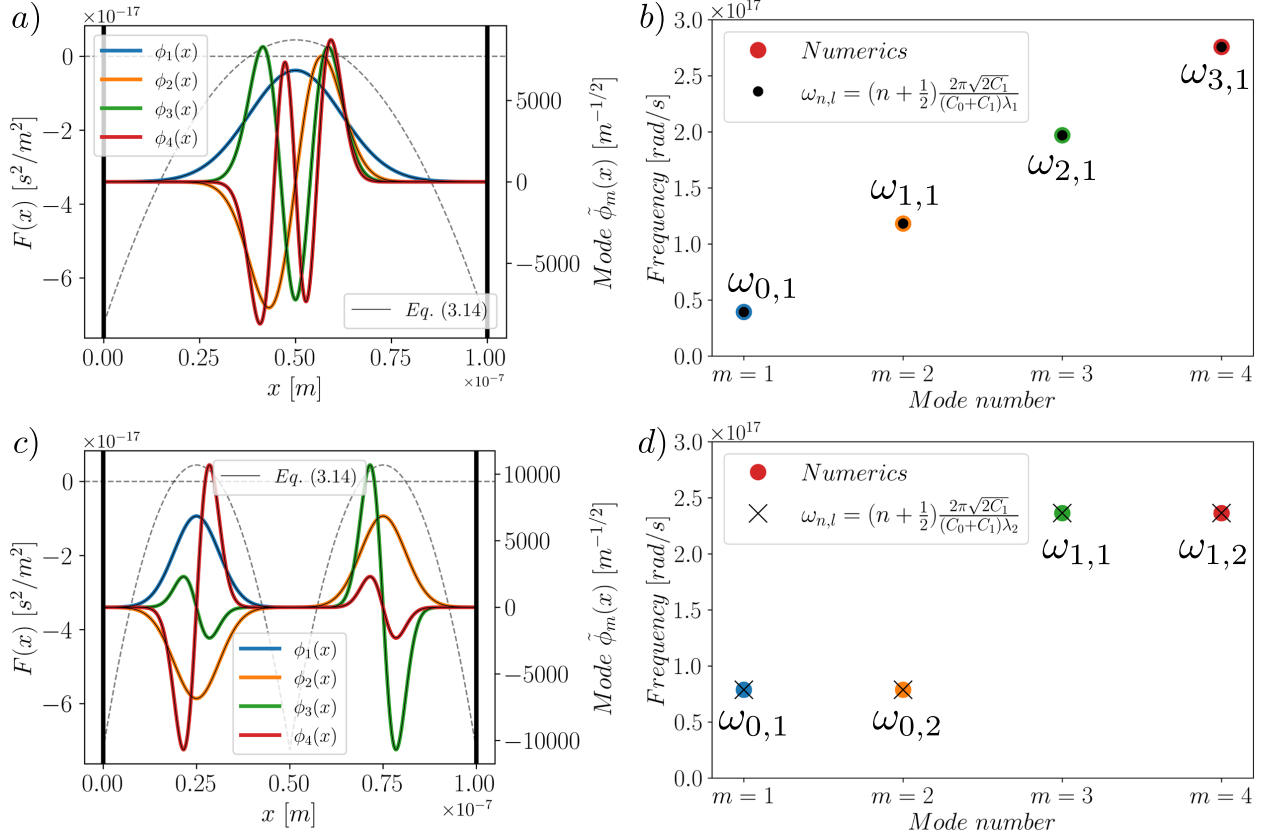 a)
×10⁻¹⁷
ϕ₁(x)
ϕ₂(x)
ϕ₃(x)
ϕ₄(x)
0
−2
−4
−6
F(x) [s²/m²]
5000
0
−5000
Mode ϕ̃ₘ(x) [m⁻¹/²]
Eq. (3.14)
0.00
0.25
0.50
0.75
1.00
×10⁻⁷
x [m]
b)
×10¹⁷
Numerics
ωₙ,ₗ = (n + ½) 2π√(2C₁) / ((C₀+C₁)λ₁)
3.0
2.5
2.0
1.5
1.0
0.5
0.0
Frequency [rad/s]
ω₀,₁
ω₁,₁
ω₂,₁
ω₃,₁
m = 1
m = 2
m = 3
m = 4
Mode number
c)
×10⁻¹⁷
Eq. (3.14)
0
−2
−4
−6
F(x) [s²/m²]
10000
5000
0
−5000
−10000
Mode ϕ̃ₘ(x) [m⁻¹/²]
ϕ₁(x)
ϕ₂(x)
ϕ₃(x)
ϕ₄(x)
0.00
0.25
0.50
0.75
1.00
×10⁻⁷
x [m]
d)
×10¹⁷
Numerics
ωₙ,ₗ = (n + ½) 2π√(2C₁) / ((C₀+C₁)λ₂)
3.0
2.5
2.0
1.5
1.0
0.5
0.0
Frequency [rad/s]
ω₀,₁
ω₀,₂
ω₁,₁
ω₁,₂
m = 1
m = 2
m = 3
m = 4
Mode number